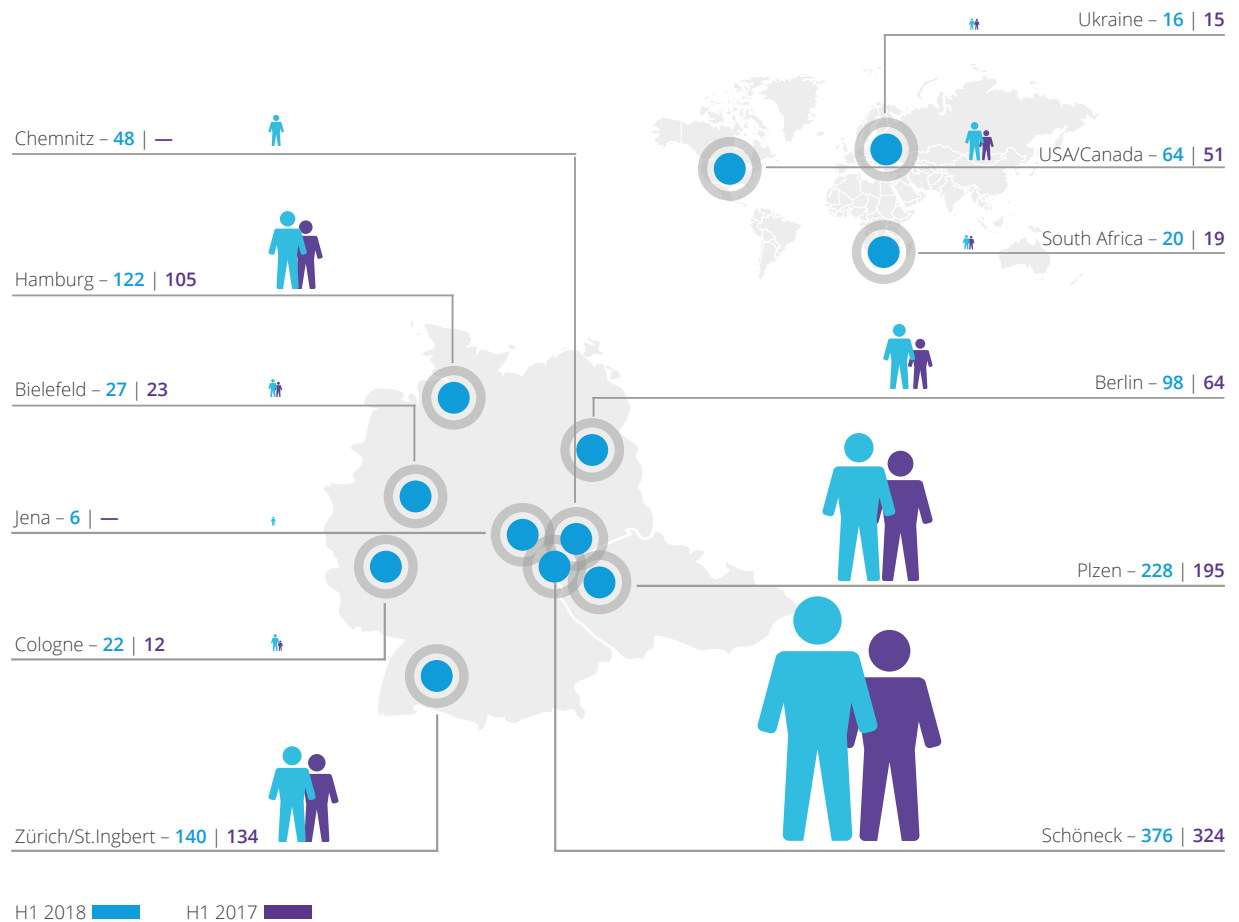 Ukraine – 16 | 15
Chemnitz – 48 | —
USA/Canada – 64 | 51
South Africa – 20 | 19
Hamburg – 122 | 105
Bielefeld – 27 | 23
Berlin – 98 | 64
Jena – 6 | —
Plzen – 228 | 195
Cologne – 22 | 12
Zürich/St.Ingbert – 140 | 134
Schöneck – 376 | 324
H1 2018
H1 2017